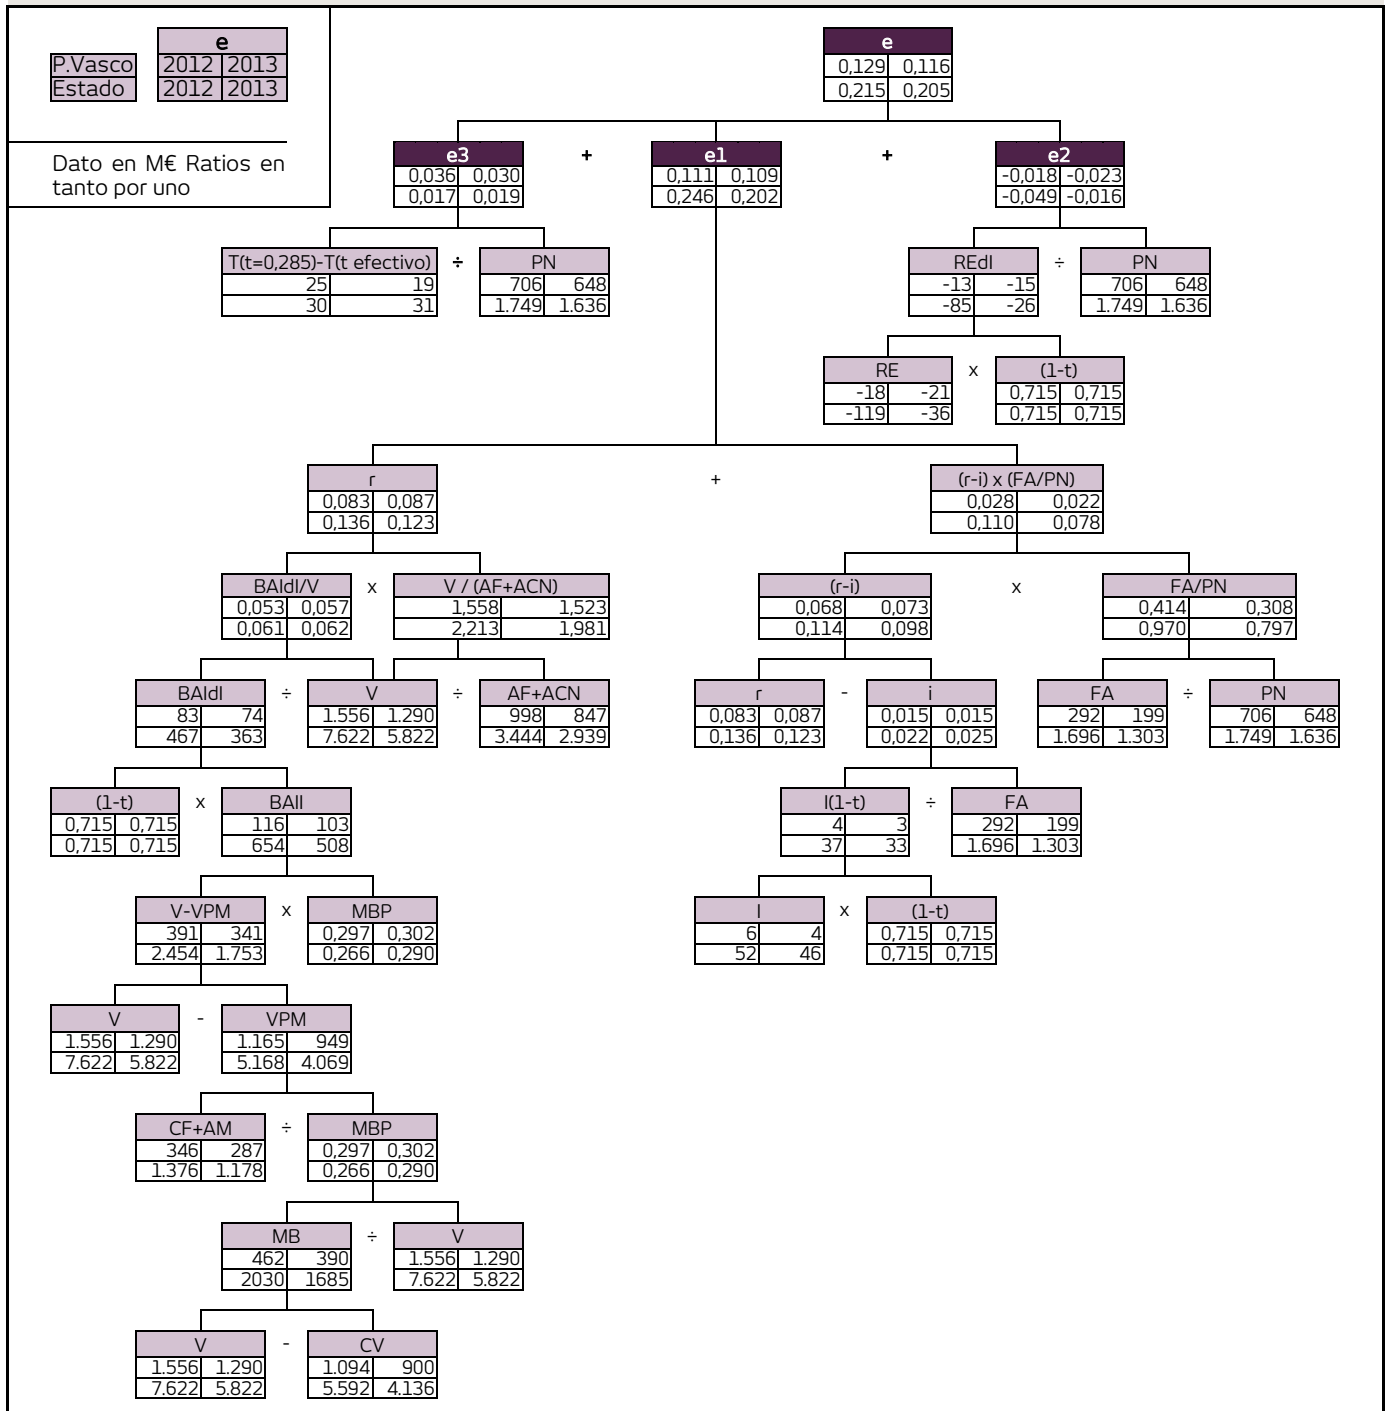 e
P.Vasco 2012 2013
Estado 2012 2013
Dato en M€ Ratios en
tanto por uno
e
0,129 0,116
0,215 0,205
e3 + e1 + e2
0,036 0,030 0,111 0,109 -0,018 -0,023
0,017 0,019 0,246 0,202 -0,049 -0,016
T(t=0,285)-T(t efectivo) ÷ PN REdI ÷ PN
25 19 706 648 -13 -15 706 648
30 31 1.749 1.636 -85 -26 1.749 1.636
RE x (1-t)
-18 -21 0,715 0,715
-119 -36 0,715 0,715
r + (r-i) x (FA/PN)
0,083 0,087 0,028 0,022
0,136 0,123 0,110 0,078
BAIdI/V x V / (AF+ACN) (r-i) x FA/PN
0,053 0,057 1,558 1,523 0,068 0,073 0,414 0,308
0,061 0,062 2,213 1,981 0,114 0,098 0,970 0,797
BAIdI ÷ V ÷ AF+ACN r - i FA ÷ PN
83 74 1.556 1.290 998 847 0,083 0,087 0,015 0,015 292 199 706 648
467 363 7.622 5.822 3.444 2.939 0,136 0,123 0,022 0,025 1.696 1.303 1.749 1.636
(1-t) x BAII I(1-t) ÷ FA
0,715 0,715 116 103 4 3 292 199
0,715 0,715 654 508 37 33 1.696 1.303
V-VPM x MBP I x (1-t)
391 341 0,297 0,302 6 4 0,715 0,715
2.454 1.753 0,266 0,290 52 46 0,715 0,715
V - VPM
1.556 1.290 1.165 949
7.622 5.822 5.168 4.069
CF+AM ÷ MBP
346 287 0,297 0,302
1.376 1.178 0,266 0,290
MB ÷ V
462 390 1.556 1.290
2030 1685 7.622 5.822
V - CV
1.556 1.290 1.094 900
7.622 5.822 5.592 4.136